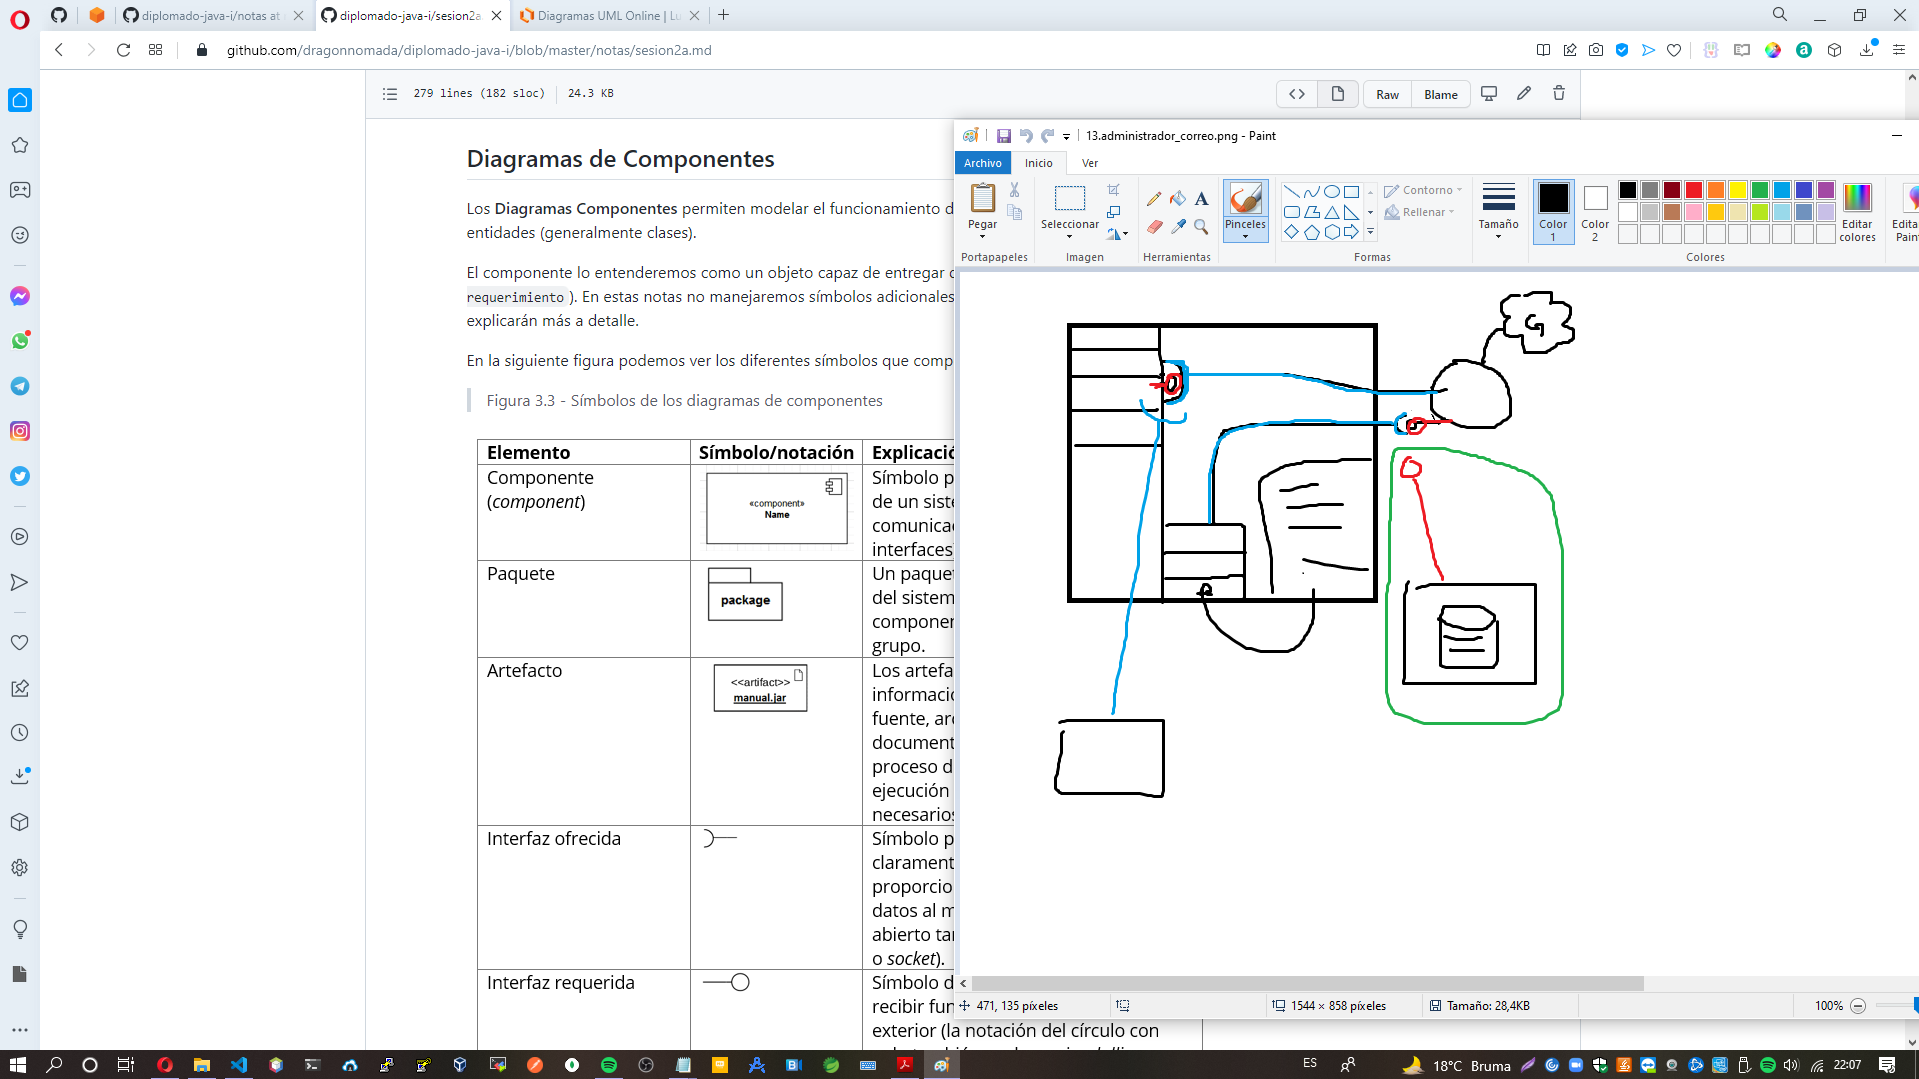 diplomado-java-i/notas at
diplomado-java-i/sesion2a.
Diagramas UML Online | Lu
github.com/dragonnomada/diplomado-java-i/blob/master/notas/sesion2a.md
279 lines (182 sloc) 24.3 KB
Raw Blame
Diagramas de Componentes
Los Diagramas Componentes permiten modelar el funcionamiento d
entidades (generalmente clases).
El componente lo entenderemos como un objeto capaz de entregar
requerimiento ). En estas notas no manejaremos símbolos adicionales
explicarán más a detalle.
En la siguiente figura podemos ver los diferentes símbolos que comp
Figura 3.3 - Símbolos de los diagramas de componentes
Elemento Símbolo/notación Explicació
Componente
(component)
«component»
Name
Símbolo p
de un sist
comunicac
interfaces
Paquete
package
Un paque
del sistem
componen
grupo.
Artefacto
<<artifact>>
manual.jar
Los artefa
informació
fuente, ar
document
proceso d
ejecución
necesarios
Interfaz ofrecida
Símbolo p
clarament
proporcio
datos al m
abierto ta
o socket).
Interfaz requerida
Símbolo d
recibir fun
exterior (la notación del círculo con
13.administrador_correo.png - Paint
Archivo Inicio Ver
Pegar
Portapapeles
Seleccionar
Imagen
Herramientas
Pinceles
Contorno
Rellenar
Formas
Tamaño
Color
1
Color
2
Editar
colores
Colores
Edita
Pain
G
471, 135 píxeles
1544 × 858 píxeles
Tamaño: 28,4KB
100%
ES
18°C Bruma
22:07